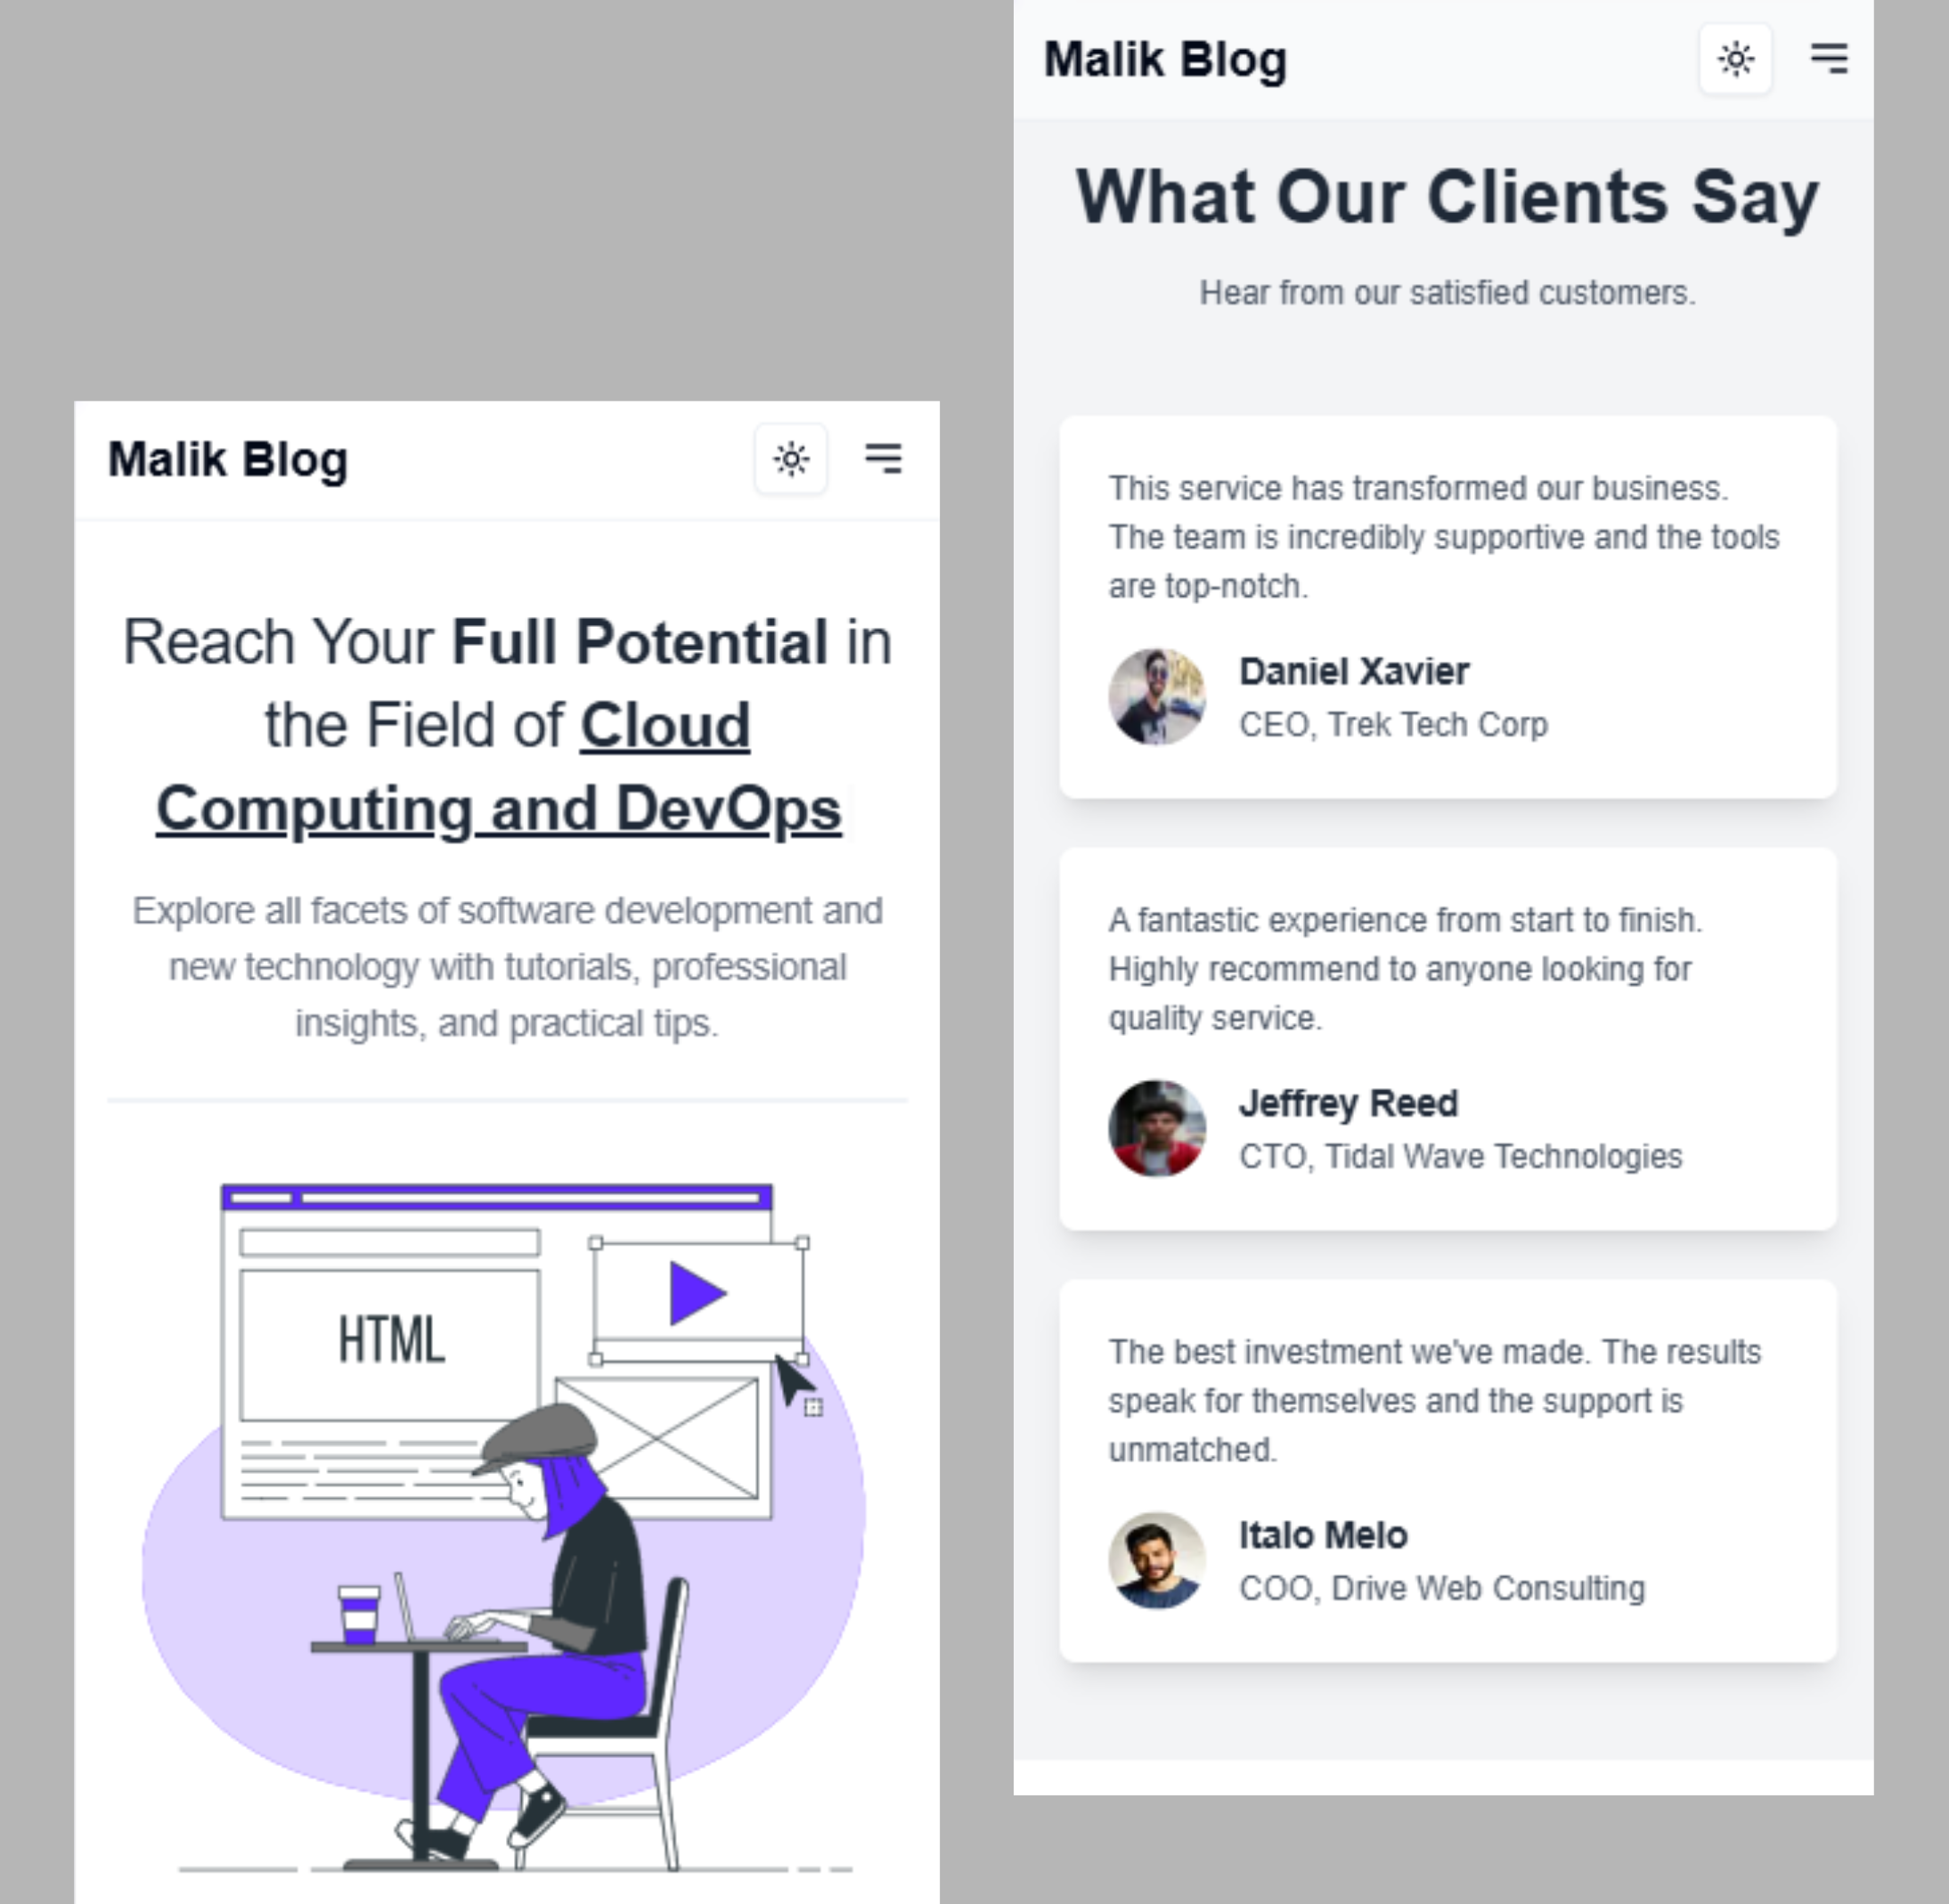 Malik Blog
Reach Your Full Potential in
the Field of Cloud
Computing and DevOps
Explore all facets of software development and
new technology with tutorials, professional
insights, and practical tips.
HTML
Malik Blog
What Our Clients Say
Hear from our satisfied customers.
This service has transformed our business.
The team is incredibly supportive and the tools
are top-notch.
Daniel Xavier
CEO, Trek Tech Corp
A fantastic experience from start to finish.
Highly recommend to anyone looking for
quality service.
Jeffrey Reed
CTO, Tidal Wave Technologies
The best investment we've made. The results
speak for themselves and the support is
unmatched.
Italo Melo
COO, Drive Web Consulting